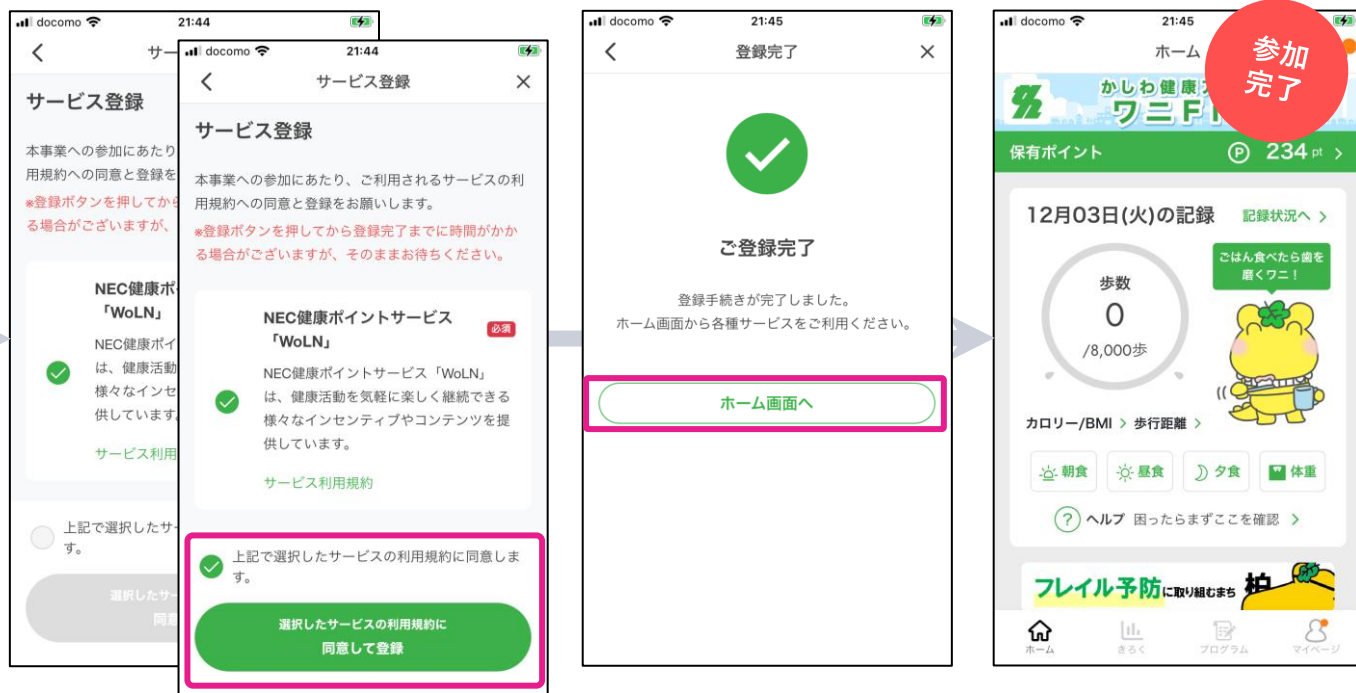 docomo 21:44
サー
サービス登録
本事業への参加にあたり
用規約への同意と登録を
※登録ボタンを押してから
る場合がございますが、
NEC健康ポ
「WoLN」
NEC健康ポイ
は、健康活動
様々なインセ
供しています
サービス利用
上記で選択したサー
す。
選択したサー
同意
docomo 21:44
サービス登録
サービス登録
本事業への参加にあたり、ご利用されるサービスの利
用規約への同意と登録をお願いします。
※登録ボタンを押してから登録完了までに時間がかか
る場合がございますが、そのままお待ちください。
NEC健康ポイントサービス
「WoLN」
必須
NEC健康ポイントサービス「WoLN」
は、健康活動を気軽に楽しく継続できる
様々なインセンティブやコンテンツを提
供しています。
サービス利用規約
上記で選択したサービスの利用規約に同意しま
す。
選択したサービスの利用規約に
同意して登録
docomo 21:45
登録完了
ご登録完了
登録手続きが完了しました。
ホーム画面から各種サービスをご利用ください。
ホーム画面へ
docomo 21:45
ホーム
参加
完了
かしわ健康
ワニF
保有ポイント P 234 pt
12月03日(火)の記録 記録状況へ
ごはん食べたら歯を
磨くワニ！
歩数
0
/8,000歩
カロリー/BMI 歩行距離
朝食 昼食 夕食 体重
? ヘルプ 困ったらまずここを確認
フレイル予防に取り組むまち 柏
ホーム きろく プログラム マイページ